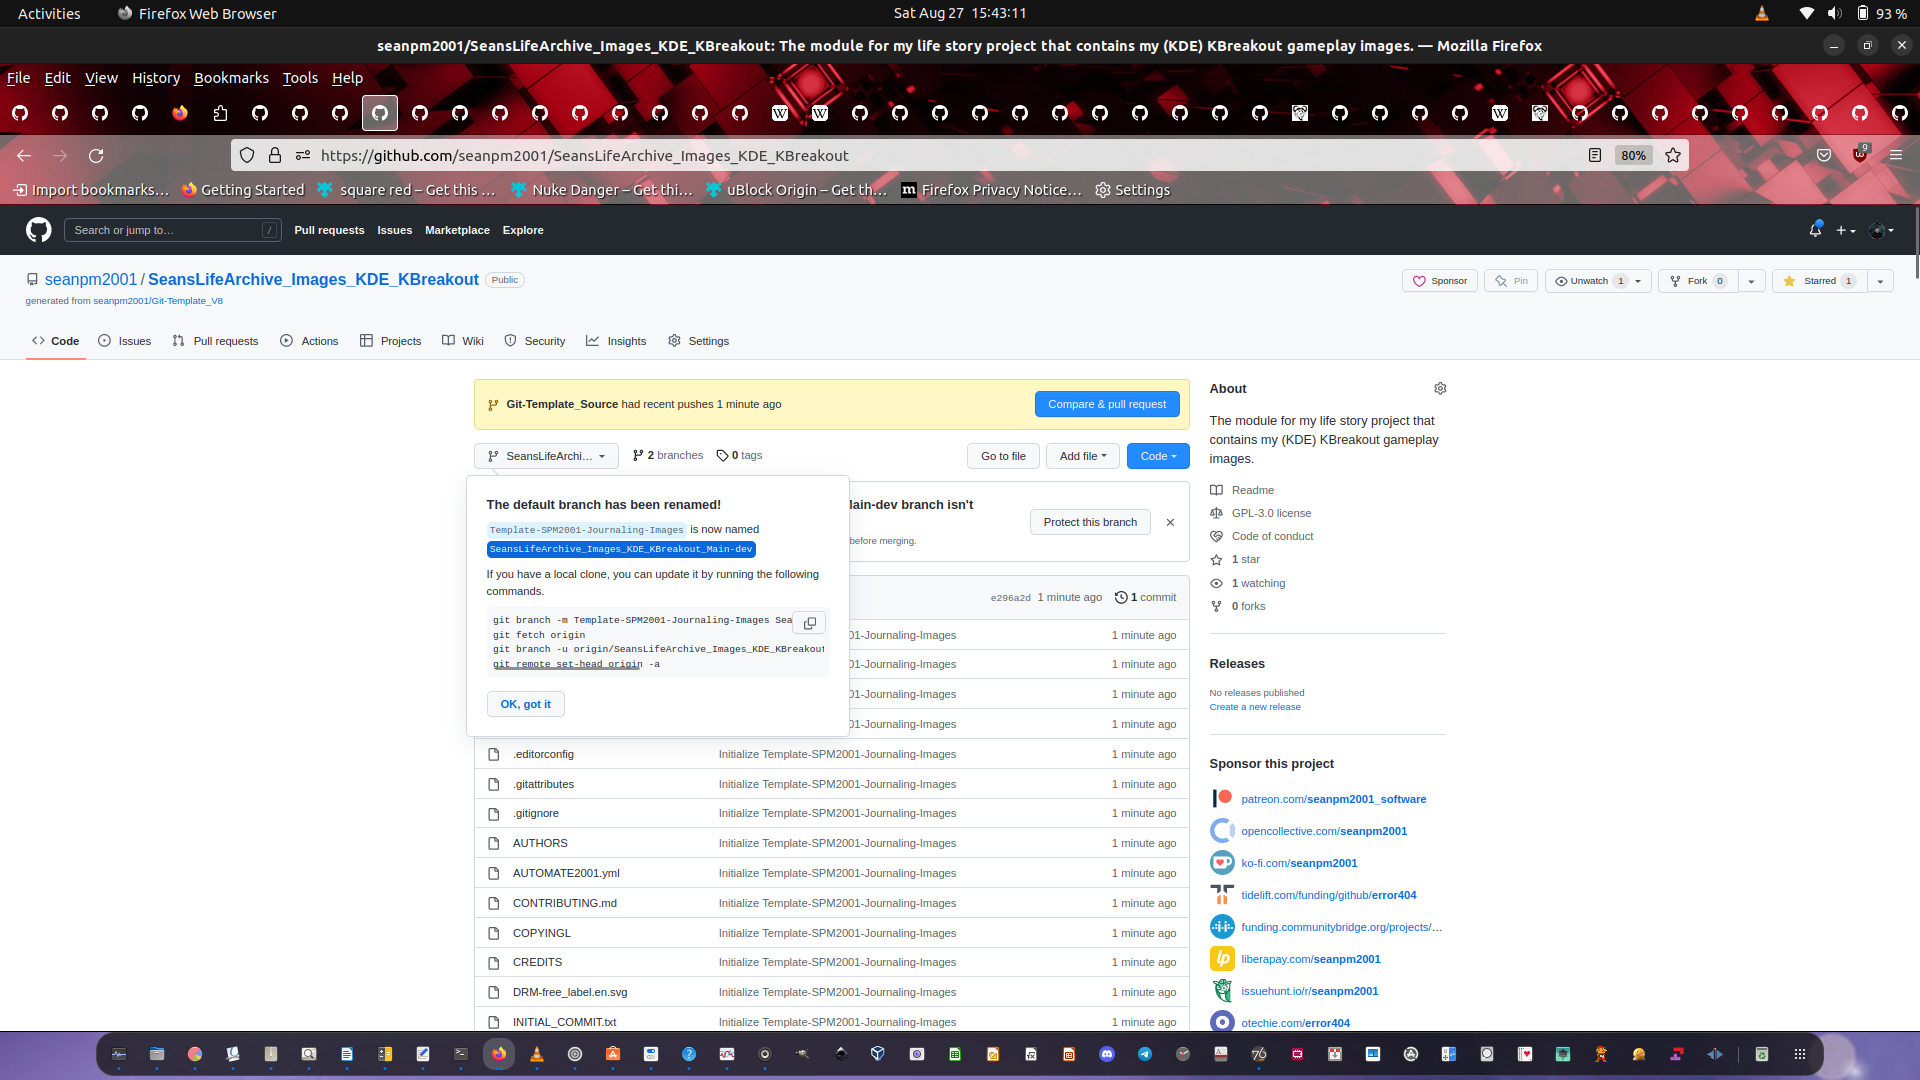 Activities
Firefox Web Browser
Sat Aug 27 15:43:11
93 %
seanpm2001/SeansLifeArchive_Images_KDE_KBreakout: The module for my life story project that contains my (KDE) KBreakout gameplay images. — Mozilla Firefox
File Edit View History Bookmarks Tools Help
https://github.com/seanpm2001/SeansLifeArchive_Images_KDE_KBreakout
80%
9
Import bookmarks…
Getting Started
square red – Get this …
Nuke Danger – Get thi…
uBlock Origin – Get th…
Firefox Privacy Notice…
Settings
Search or jump to…
/
Pull requests Issues Marketplace Explore
seanpm2001 / SeansLifeArchive_Images_KDE_KBreakout
Public
Sponsor
Pin
Unwatch 1
Fork 0
Starred 1
generated from seanpm2001/Git-Template_V8
Code
Issues
Pull requests
Actions
Projects
Wiki
Security
Insights
Settings
Git-Template_Source had recent pushes 1 minute ago
Compare & pull request
SeansLifeArchi…
2 branches
0 tags
Go to file
Add file
Code
The default branch has been renamed!
Template-SPM2001-Journaling-Images is now named
SeansLifeArchive_Images_KDE_KBreakout_Main-dev
If you have a local clone, you can update it by running the following
commands.
git branch -m Template-SPM2001-Journaling-Images Sea
git fetch origin
git branch -u origin/SeansLifeArchive_Images_KDE_KBreakout
git remote set-head origin -a
OK, got it
lain-dev branch isn't
before merging.
Protect this branch
e296a2d 1 minute ago
1 commit
01-Journaling-Images 1 minute ago
01-Journaling-Images 1 minute ago
01-Journaling-Images 1 minute ago
01-Journaling-Images 1 minute ago
.editorconfig Initialize Template-SPM2001-Journaling-Images 1 minute ago
.gitattributes Initialize Template-SPM2001-Journaling-Images 1 minute ago
.gitignore Initialize Template-SPM2001-Journaling-Images 1 minute ago
AUTHORS Initialize Template-SPM2001-Journaling-Images 1 minute ago
AUTOMATE2001.yml Initialize Template-SPM2001-Journaling-Images 1 minute ago
CONTRIBUTING.md Initialize Template-SPM2001-Journaling-Images 1 minute ago
COPYINGL Initialize Template-SPM2001-Journaling-Images 1 minute ago
CREDITS Initialize Template-SPM2001-Journaling-Images 1 minute ago
DRM-free_label.en.svg Initialize Template-SPM2001-Journaling-Images 1 minute ago
INITIAL_COMMIT.txt Initialize Template-SPM2001-Journaling-Images 1 minute ago
About
The module for my life story project that
contains my (KDE) KBreakout gameplay
images.
Readme
GPL-3.0 license
Code of conduct
1 star
1 watching
0 forks
Releases
No releases published
Create a new release
Sponsor this project
patreon.com/seanpm2001_software
opencollective.com/seanpm2001
ko-fi.com/seanpm2001
tidelift.com/funding/github/error404
funding.communitybridge.org/projects/…
liberapay.com/seanpm2001
issuehunt.io/r/seanpm2001
otechie.com/error404